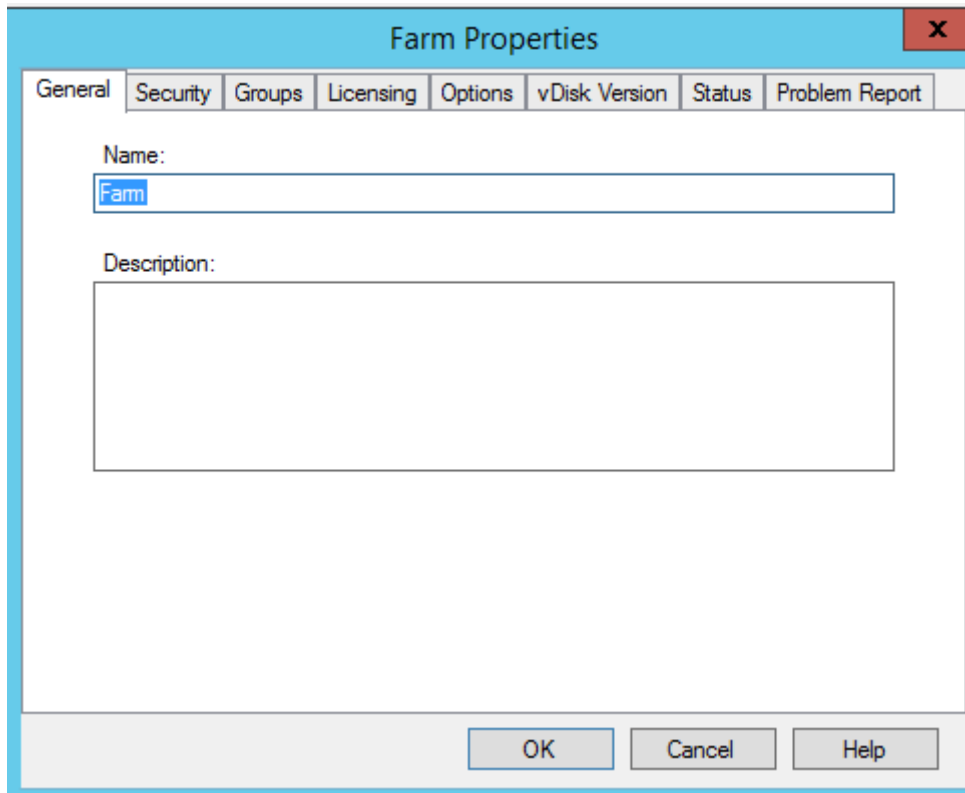 Farm Properties
x
General Security Groups Licensing Options vDisk Version Status Problem Report
Name:
Farm
Description:
OK Cancel Help